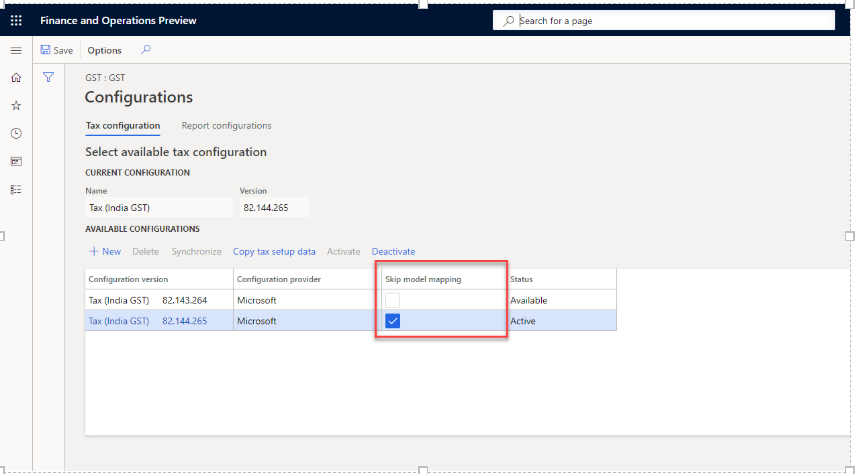 Finance and Operations Preview
Search for a page
Save Options
GST : GST
Configurations
Tax configuration Report configurations
Select available tax configuration
CURRENT CONFIGURATION
Name Version
Tax (India GST) 82.144.265
AVAILABLE CONFIGURATIONS
New Delete Synchronize Copy tax setup data Activate Deactivate
Configuration version Configuration provider Skip model mapping Status
Tax (India GST) 82.143.264 Microsoft Available
Tax (India GST) 82.144.265 Microsoft Active